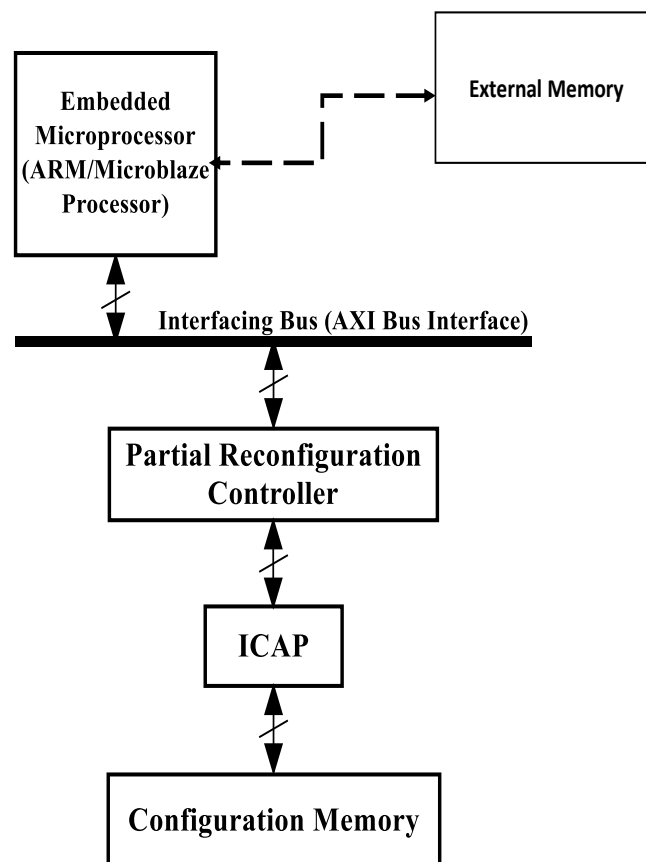 External Memory
Embedded
Microprocessor
(ARM/Microblaze
Processor)
Interfacing Bus (AXI Bus Interface)
Partial Reconfiguration
Controller
ICAP
Configuration Memory